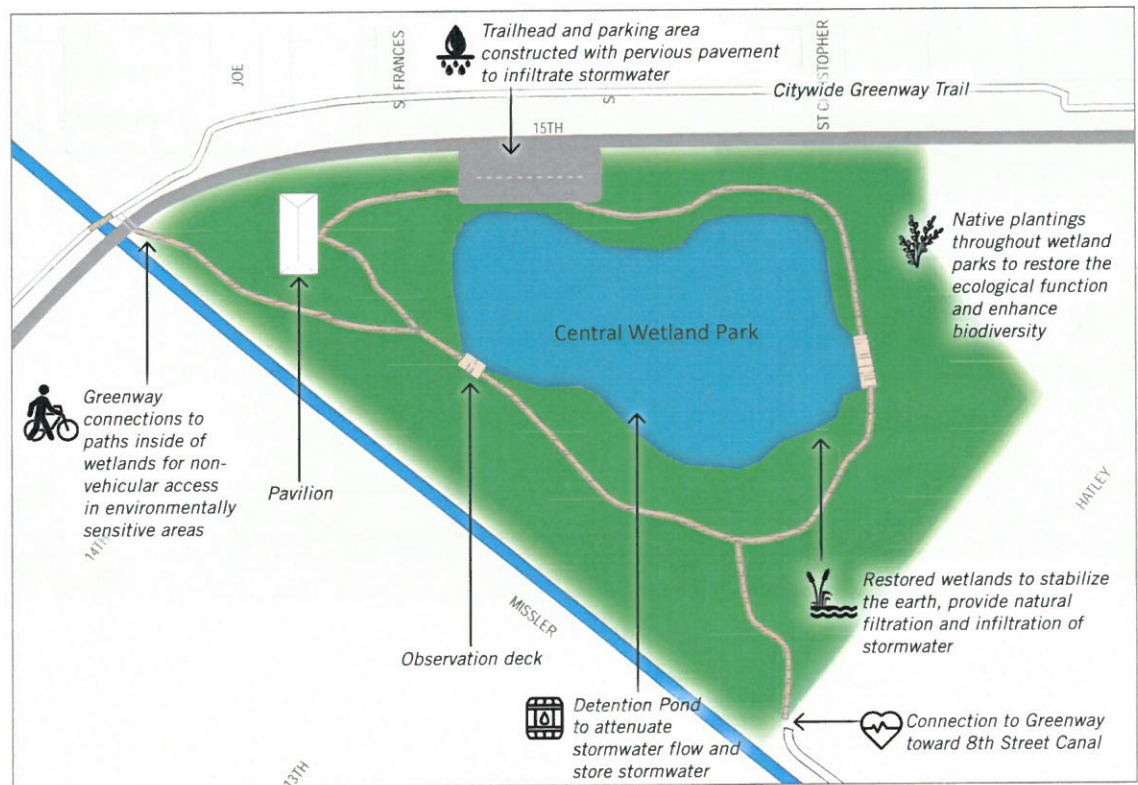 Trailhead and parking area
constructed with pervious pavement
to infiltrate stormwater
JOE
ST FRANCES
S
ST CHRISTOPHER
Citywide Greenway Trail
15TH
Native plantings
throughout wetland
parks to restore the
ecological function
and enhance
biodiversity
Central Wetland Park
Greenway
connections to
paths inside of
wetlands for non-
vehicular access
in environmentally
sensitive areas
Pavilion
HATLEY
14TH
MISSLER
Restored wetlands to stabilize
the earth, provide natural
filtration and infiltration of
stormwater
Observation deck
Detention Pond
to attenuate
stormwater flow and
store stormwater
Connection to Greenway
toward 8th Street Canal
13TH